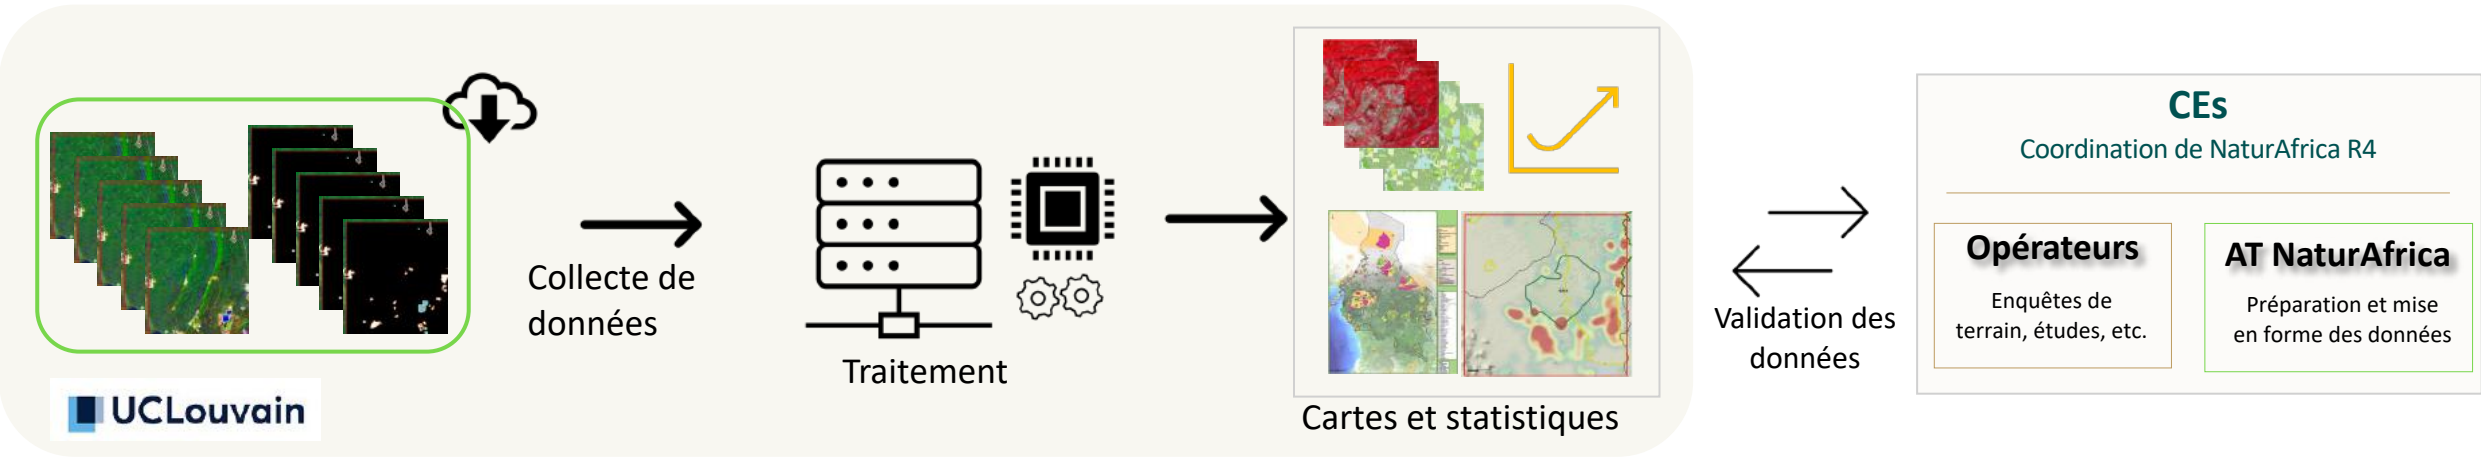 Collecte de
données
UCLouvain
Traitement
Cartes et statistiques
Validation des
données
CEs
Coordination de NaturAfrica R4
Opérateurs
Enquêtes de
terrain, études, etc.
AT NaturAfrica
Préparation et mise
en forme des données